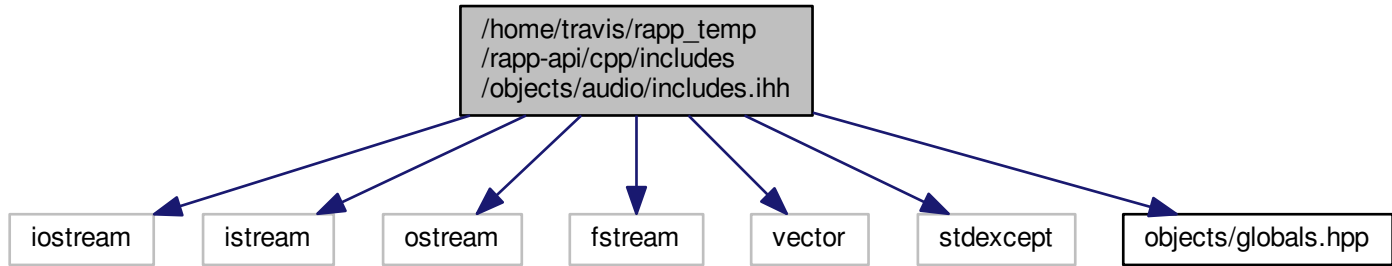 /home/travis/rapp_temp
/rapp-api/cpp/includes
/objects/audio/includes.ihh
iostream
istream
ostream
fstream
vector
stdexcept
objects/globals.hpp